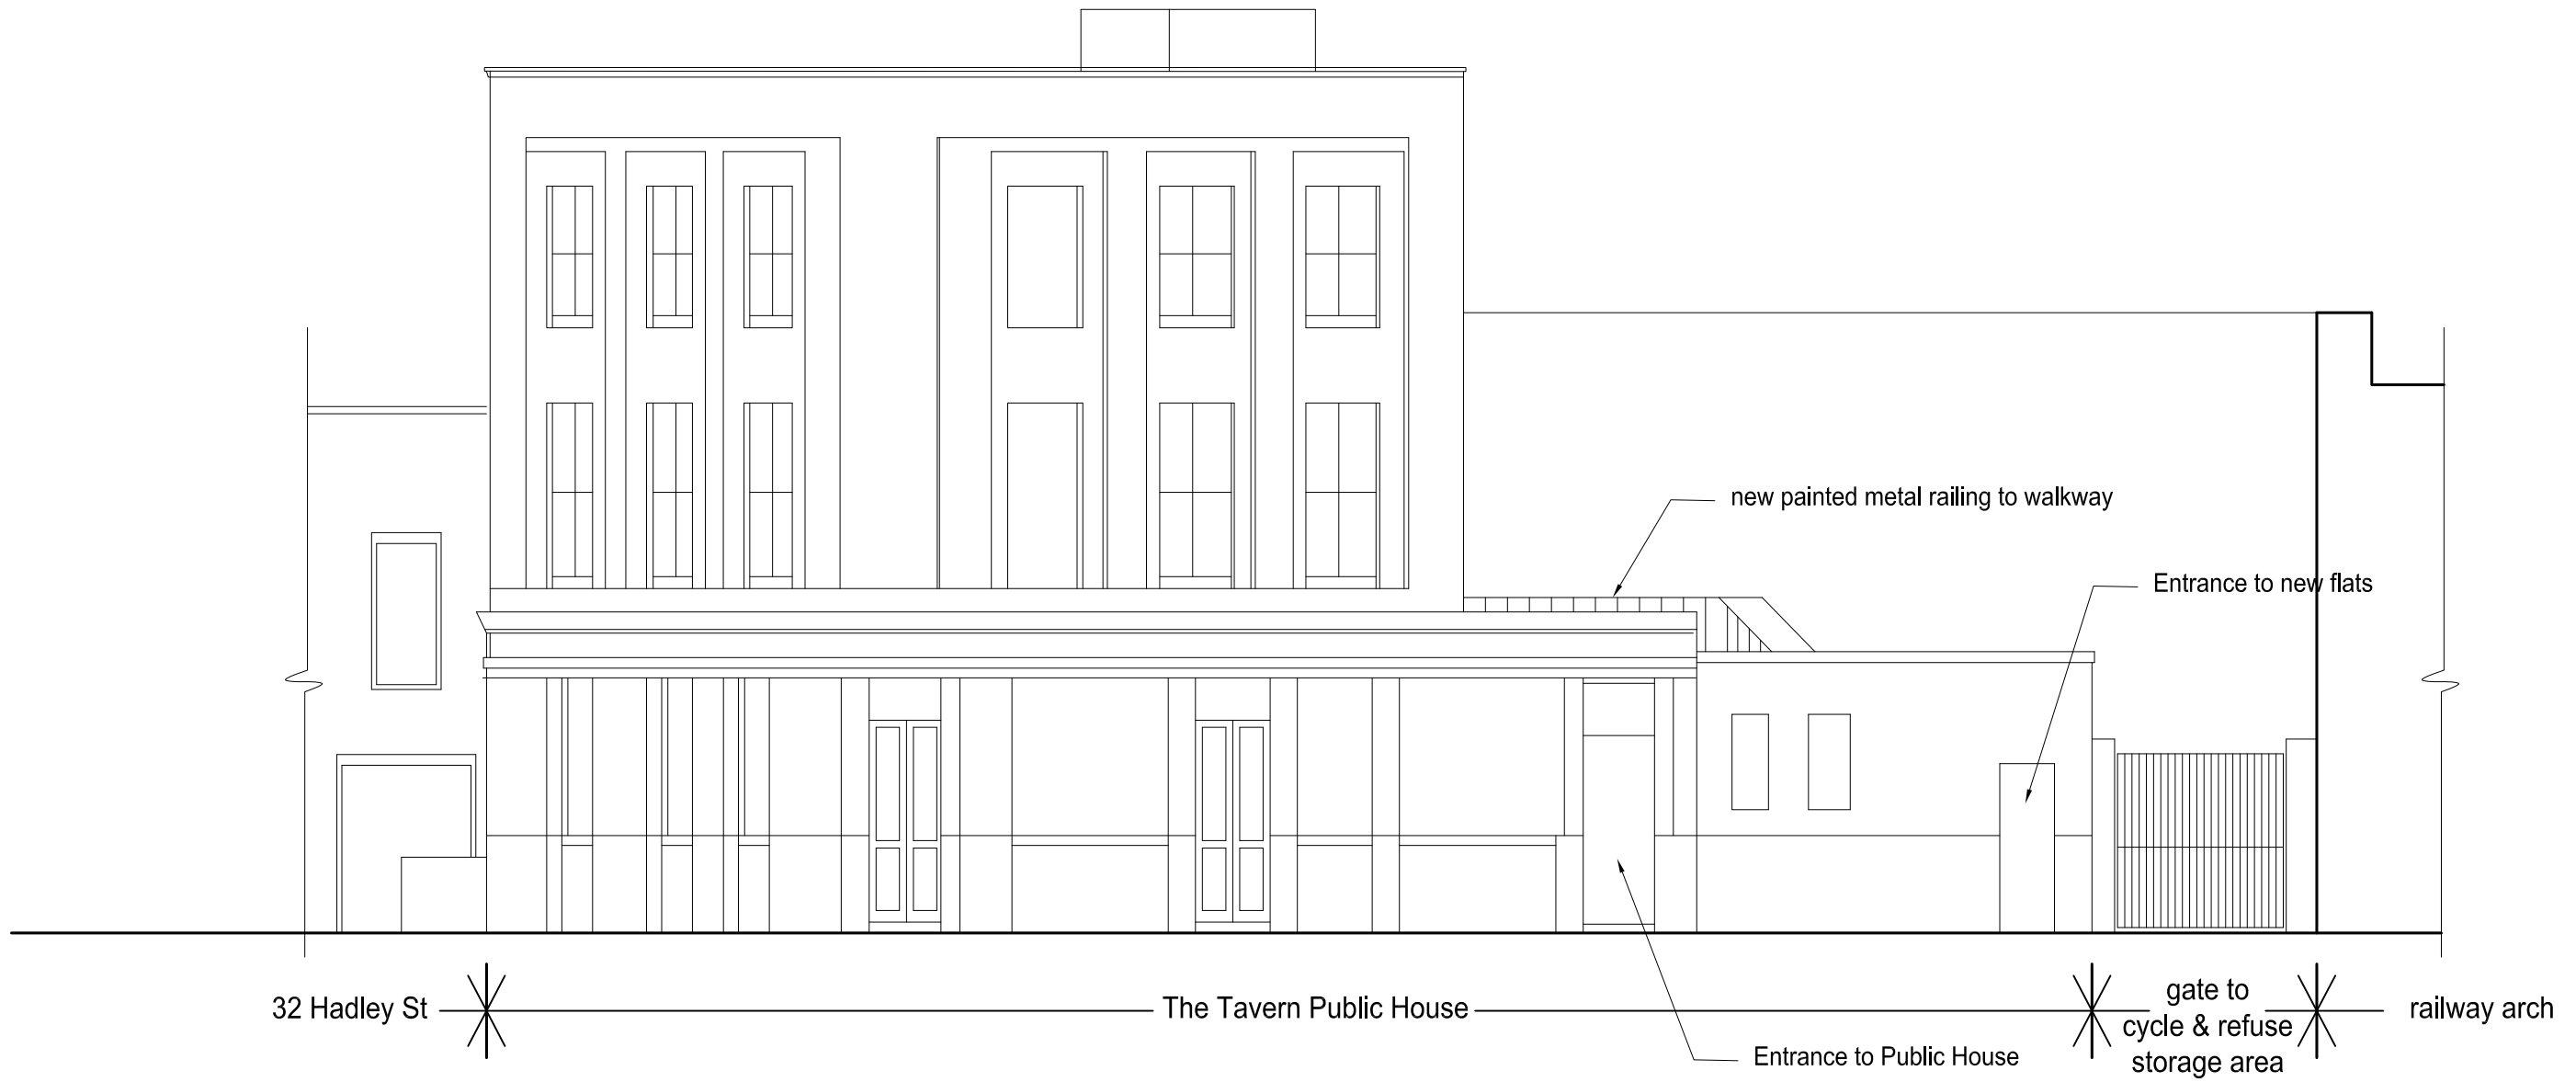 new painted metal railing to walkway
Entrance to new flats
32 Hadley St
The Tavern Public House
gate to
cycle & refuse
storage area
railway arch
Entrance to Public House